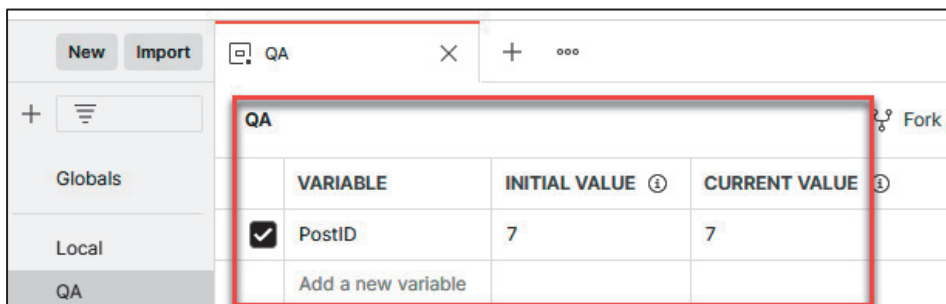 New Import QA
QA Fork
Globals
VARIABLE INITIAL VALUE CURRENT VALUE
PostID 7 7
Local
Add a new variable
QA